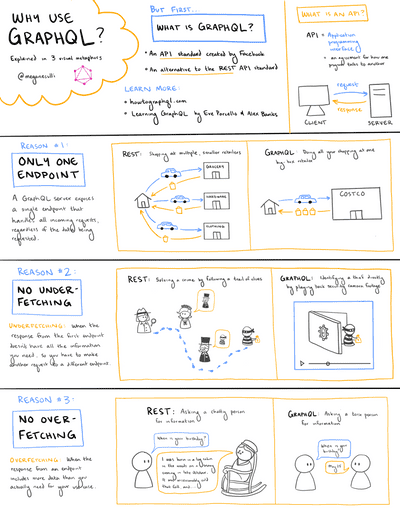 WHY USE
GRAPHQL?
Explained in 3 visual metaphors
BUT FIRST...
WHAT IS GRAPHQL?
• An API standard created by Facebook
• An alternative to the REST API standard
LEARN MORE:
• howtographql.com
• Learning GraphQL by Eve Porcello & Alex Banks
WHAT IS AN API?
API = Application
programming
interface
= an agreement for how one
program talks to another
request
response
CLIENT
SERVER
REASON #1:
ONLY ONE
ENDPOINT
A GraphQL server exposes
a single endpoint that
handles all incoming requests,
regardless of the data being
requested.
REST: Shopping at multiple, smaller retailers
GROCERY
HARDWARE
CLOTHING
GRAPHQL: Doing all your shopping at one
big box retailer
COSTCO
REASON #2:
NO UNDER-
FETCHING
UNDERFETCHING: When the
response from the first endpoint
doesn't have all the information
you need, so you have to make
another request to a different endpoint.
REST: Solving a crime by following a trail of clues
GRAPHQL: Identifying a thief directly
by playing back security camera footage
REASON #3:
NO OVER-
FETCHING
OVERFETCHING: When the
response from an endpoint
includes more data than you
actually need for your use case.
REST: Asking a chatty person
for information
When is your birthday?
I was born in a log cabin
in the woods on a
GRAPHQL: Asking a terse person
for information
When is your
birthday?
May 18